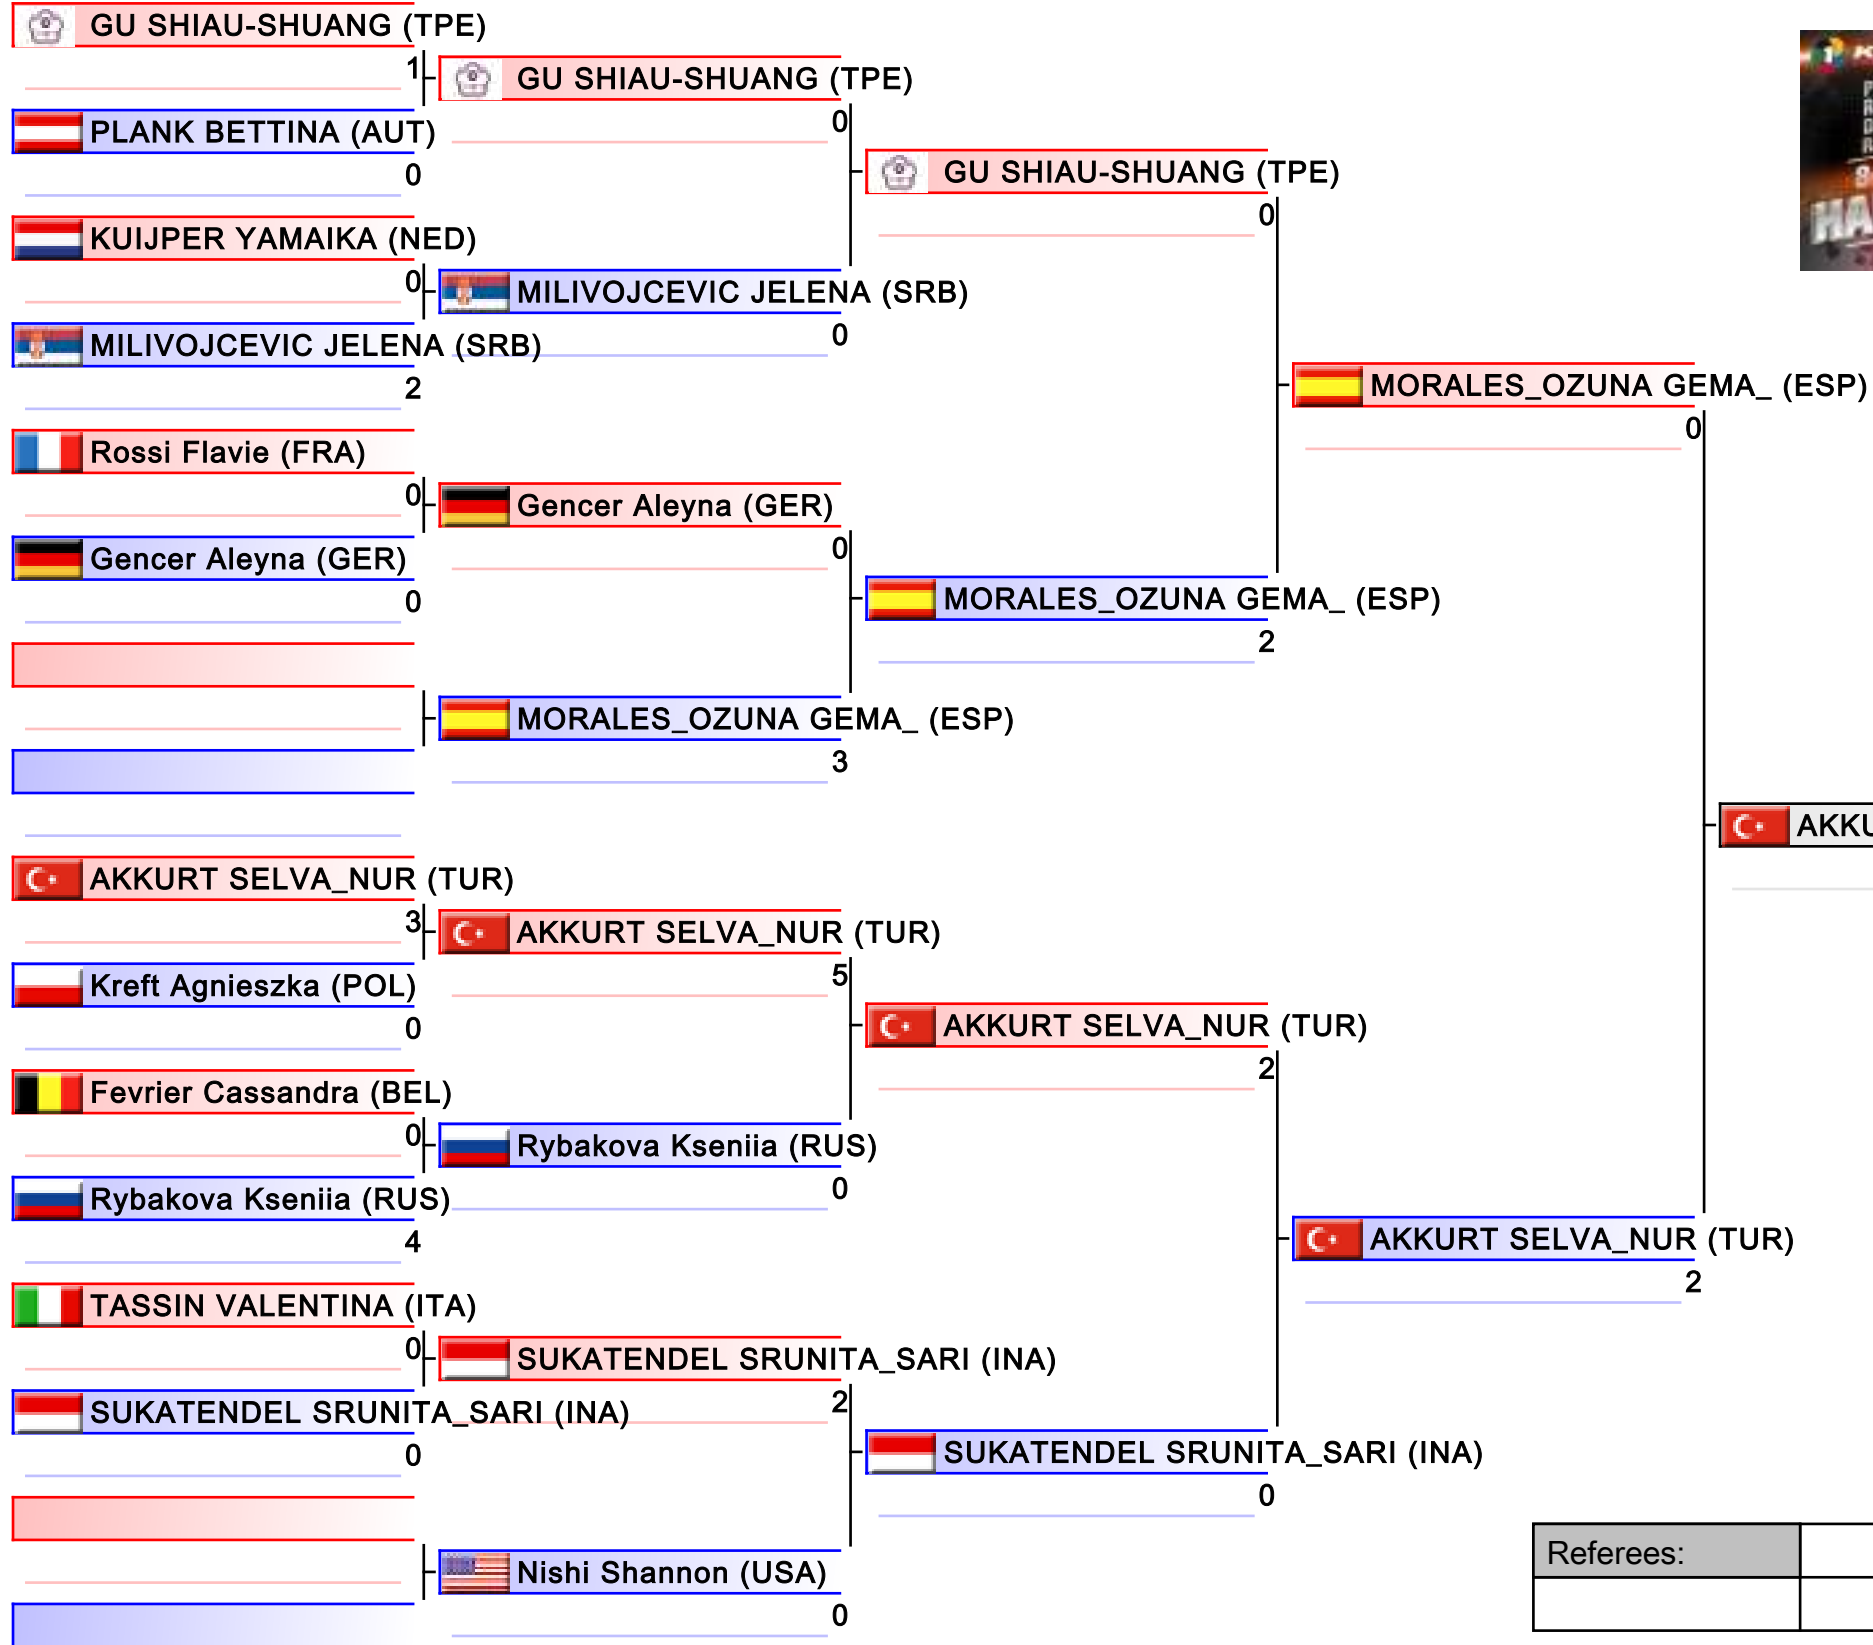 GU SHIAU-SHUANG (TPE)
1
PLANK BETTINA (AUT)
0
KUIJPER YAMAIKA (NED)
0
MILIVOJCEVIC JELENA (SRB)
2
Rossi Flavie (FRA)
0
Gencer Aleyna (GER)
0
AKKURT SELVA_NUR (TUR)
3
Kreft Agnieszka (POL)
0
Fevrier Cassandra (BEL)
0
Rybakova Kseniia (RUS)
4
TASSIN VALENTINA (ITA)
0
SUKATENDEL SRUNITA_SARI (INA)
0
GU SHIAU-SHUANG (TPE)
0
MILIVOJCEVIC JELENA (SRB)
0
Gencer Aleyna (GER)
0
MORALES_OZUNA GEMA_ (ESP)
3
AKKURT SELVA_NUR (TUR)
5
Rybakova Kseniia (RUS)
0
SUKATENDEL SRUNITA_SARI (INA)
2
Nishi Shannon (USA)
0
GU SHIAU-SHUANG (TPE)
0
MORALES_OZUNA GEMA_ (ESP)
2
AKKURT SELVA_NUR (TUR)
2
SUKATENDEL SRUNITA_SARI (INA)
0
MORALES_OZUNA GEMA_ (ESP)
0
AKKURT SELVA_NUR (TUR)
2
AKKU
Referees: